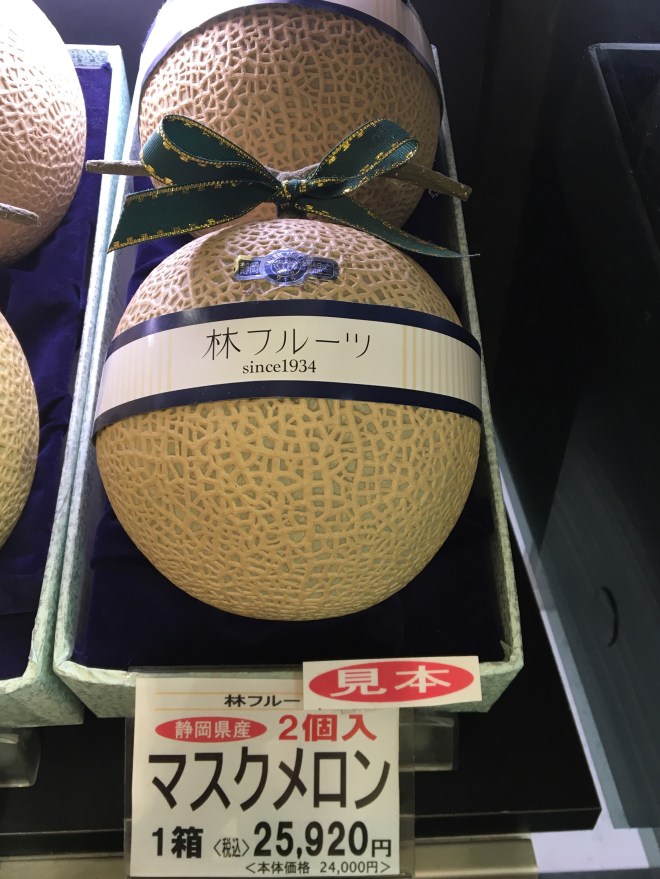 林フルーツ
since1934
見本
林フルー
静岡県産 2個入
マスクメロン
1箱〈税込〉25,920円
<本体価格 24,000円>